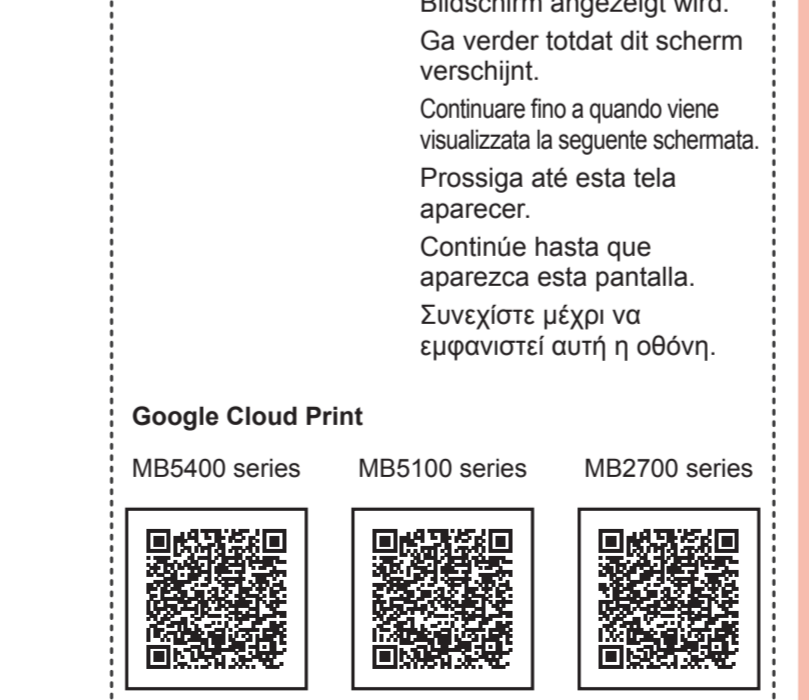 Bildschirm angezeigt wird.
Ga verder totdat dit scherm
verschijnt.
Continuare fino a quando viene
visualizzata la seguente schermata.
Prossiga até esta tela
aparecer.
Continúe hasta que
aparezca esta pantalla.
Συνεχίστε μέχρι να
εμφανιστεί αυτή η οθόνη.
Google Cloud Print
MB5400 series MB5100 series MB2700 series